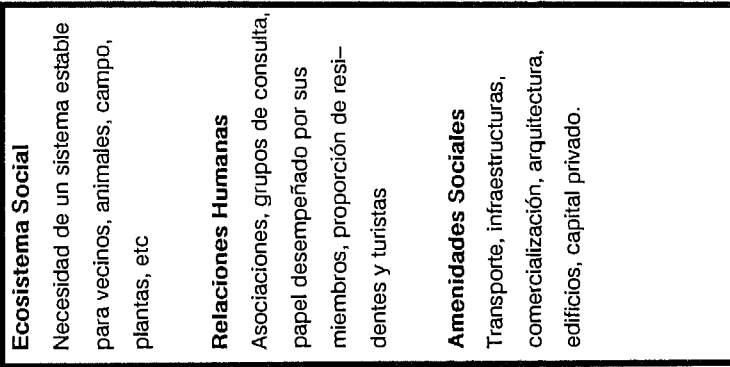 Ecosistema Social
Necesidad de un sistema estable
para vecinos, animales, campo,
plantas, etc
Relaciones Humanas
Asociaciones, grupos de consulta,
papel desempeñado por sus
miembros, proporción de resi–
dentes y turistas
Amenidades Sociales
Transporte, infraestructuras,
comercialización, arquitectura,
edificios, capital privado.